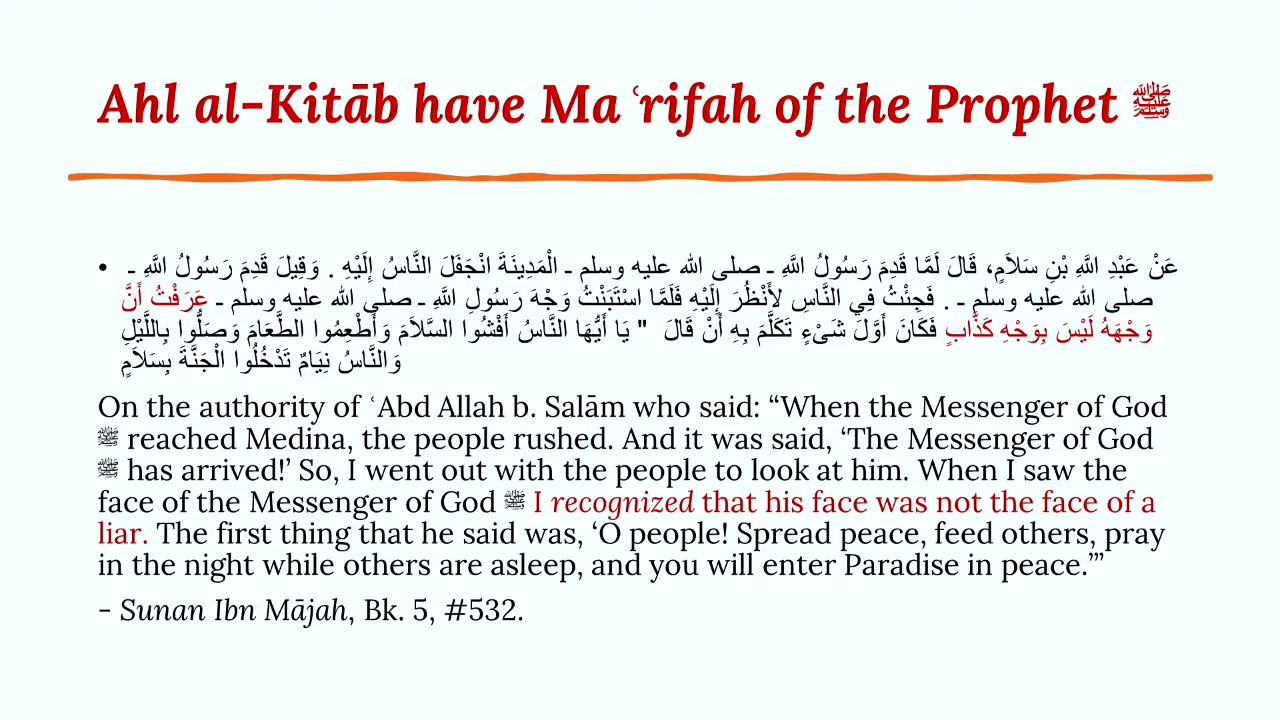 Ahl al-Kitāb have Ma ʿrifah of the Prophet ﷺ
• عَنْ عَبْدِ اللَّهِ بْنِ سَلاَمٍ، قَالَ لَمَّا قَدِمَ رَسُولُ اللَّهِ ـ صلى الله عليه وسلم ـ الْمَدِينَةَ انْجَفَلَ النَّاسُ إِلَيْهِ . وَقِيلَ قَدِمَ رَسُولُ اللَّهِ ـ
صلى الله عليه وسلم ـ . فَجِئْتُ فِي النَّاسِ لأَنْظُرَ إِلَيْهِ فَلَمَّا اسْتَبَنْتُ وَجْهَ رَسُولِ اللَّهِ ـ صلى الله عليه وسلم ـ عَرَفْتُ أَنَّ
وَجْهَهُ لَيْسَ بِوَجْهِ كَذَّابٍ فَكَانَ أَوَّلَ شَىْءٍ تَكَلَّمَ بِهِ أَنْ قَالَ " يَا أَيُّهَا النَّاسُ أَفْشُوا السَّلاَمَ وَأَطْعِمُوا الطَّعَامَ وَصَلُّوا بِاللَّيْلِ
وَالنَّاسُ نِيَامٌ تَدْخُلُوا الْجَنَّةَ بِسَلاَمٍ
On the authority of ʿAbd Allah b. Salām who said: “When the Messenger of God
ﷺ reached Medina, the people rushed. And it was said, ‘The Messenger of God
ﷺ has arrived!’ So, I went out with the people to look at him. When I saw the
face of the Messenger of God ﷺ I recognized that his face was not the face of a
liar. The first thing that he said was, ‘O people! Spread peace, feed others, pray
in the night while others are asleep, and you will enter Paradise in peace.’”
- Sunan Ibn Mājah, Bk. 5, #532.